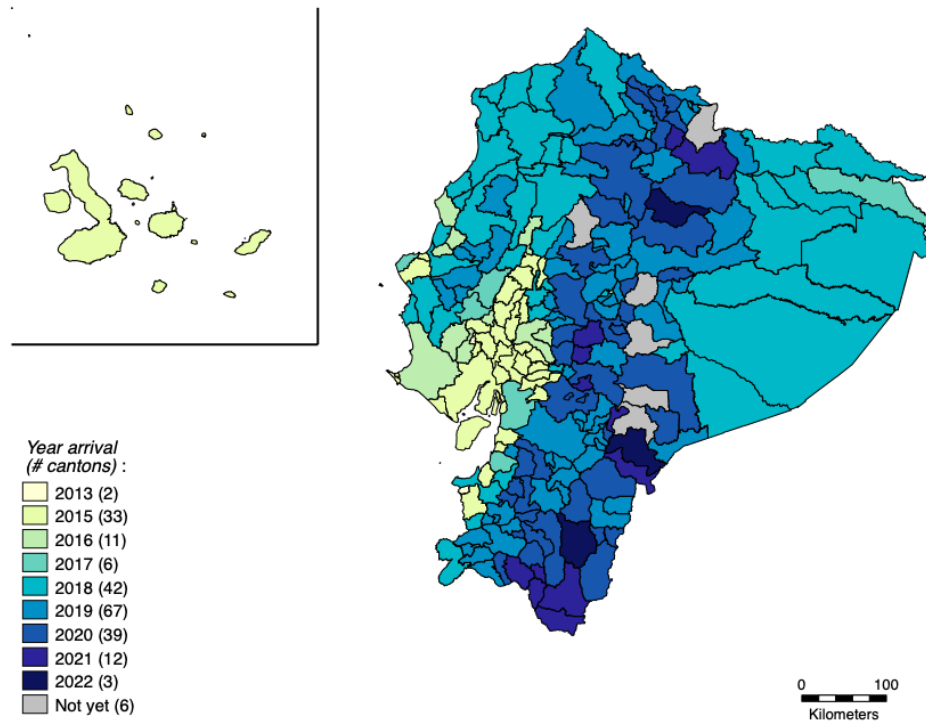 Year arrival
(# cantons) :
2013 (2)
2015 (33)
2016 (11)
2017 (6)
2018 (42)
2019 (67)
2020 (39)
2021 (12)
2022 (3)
Not yet (6)
0 100
Kilometers